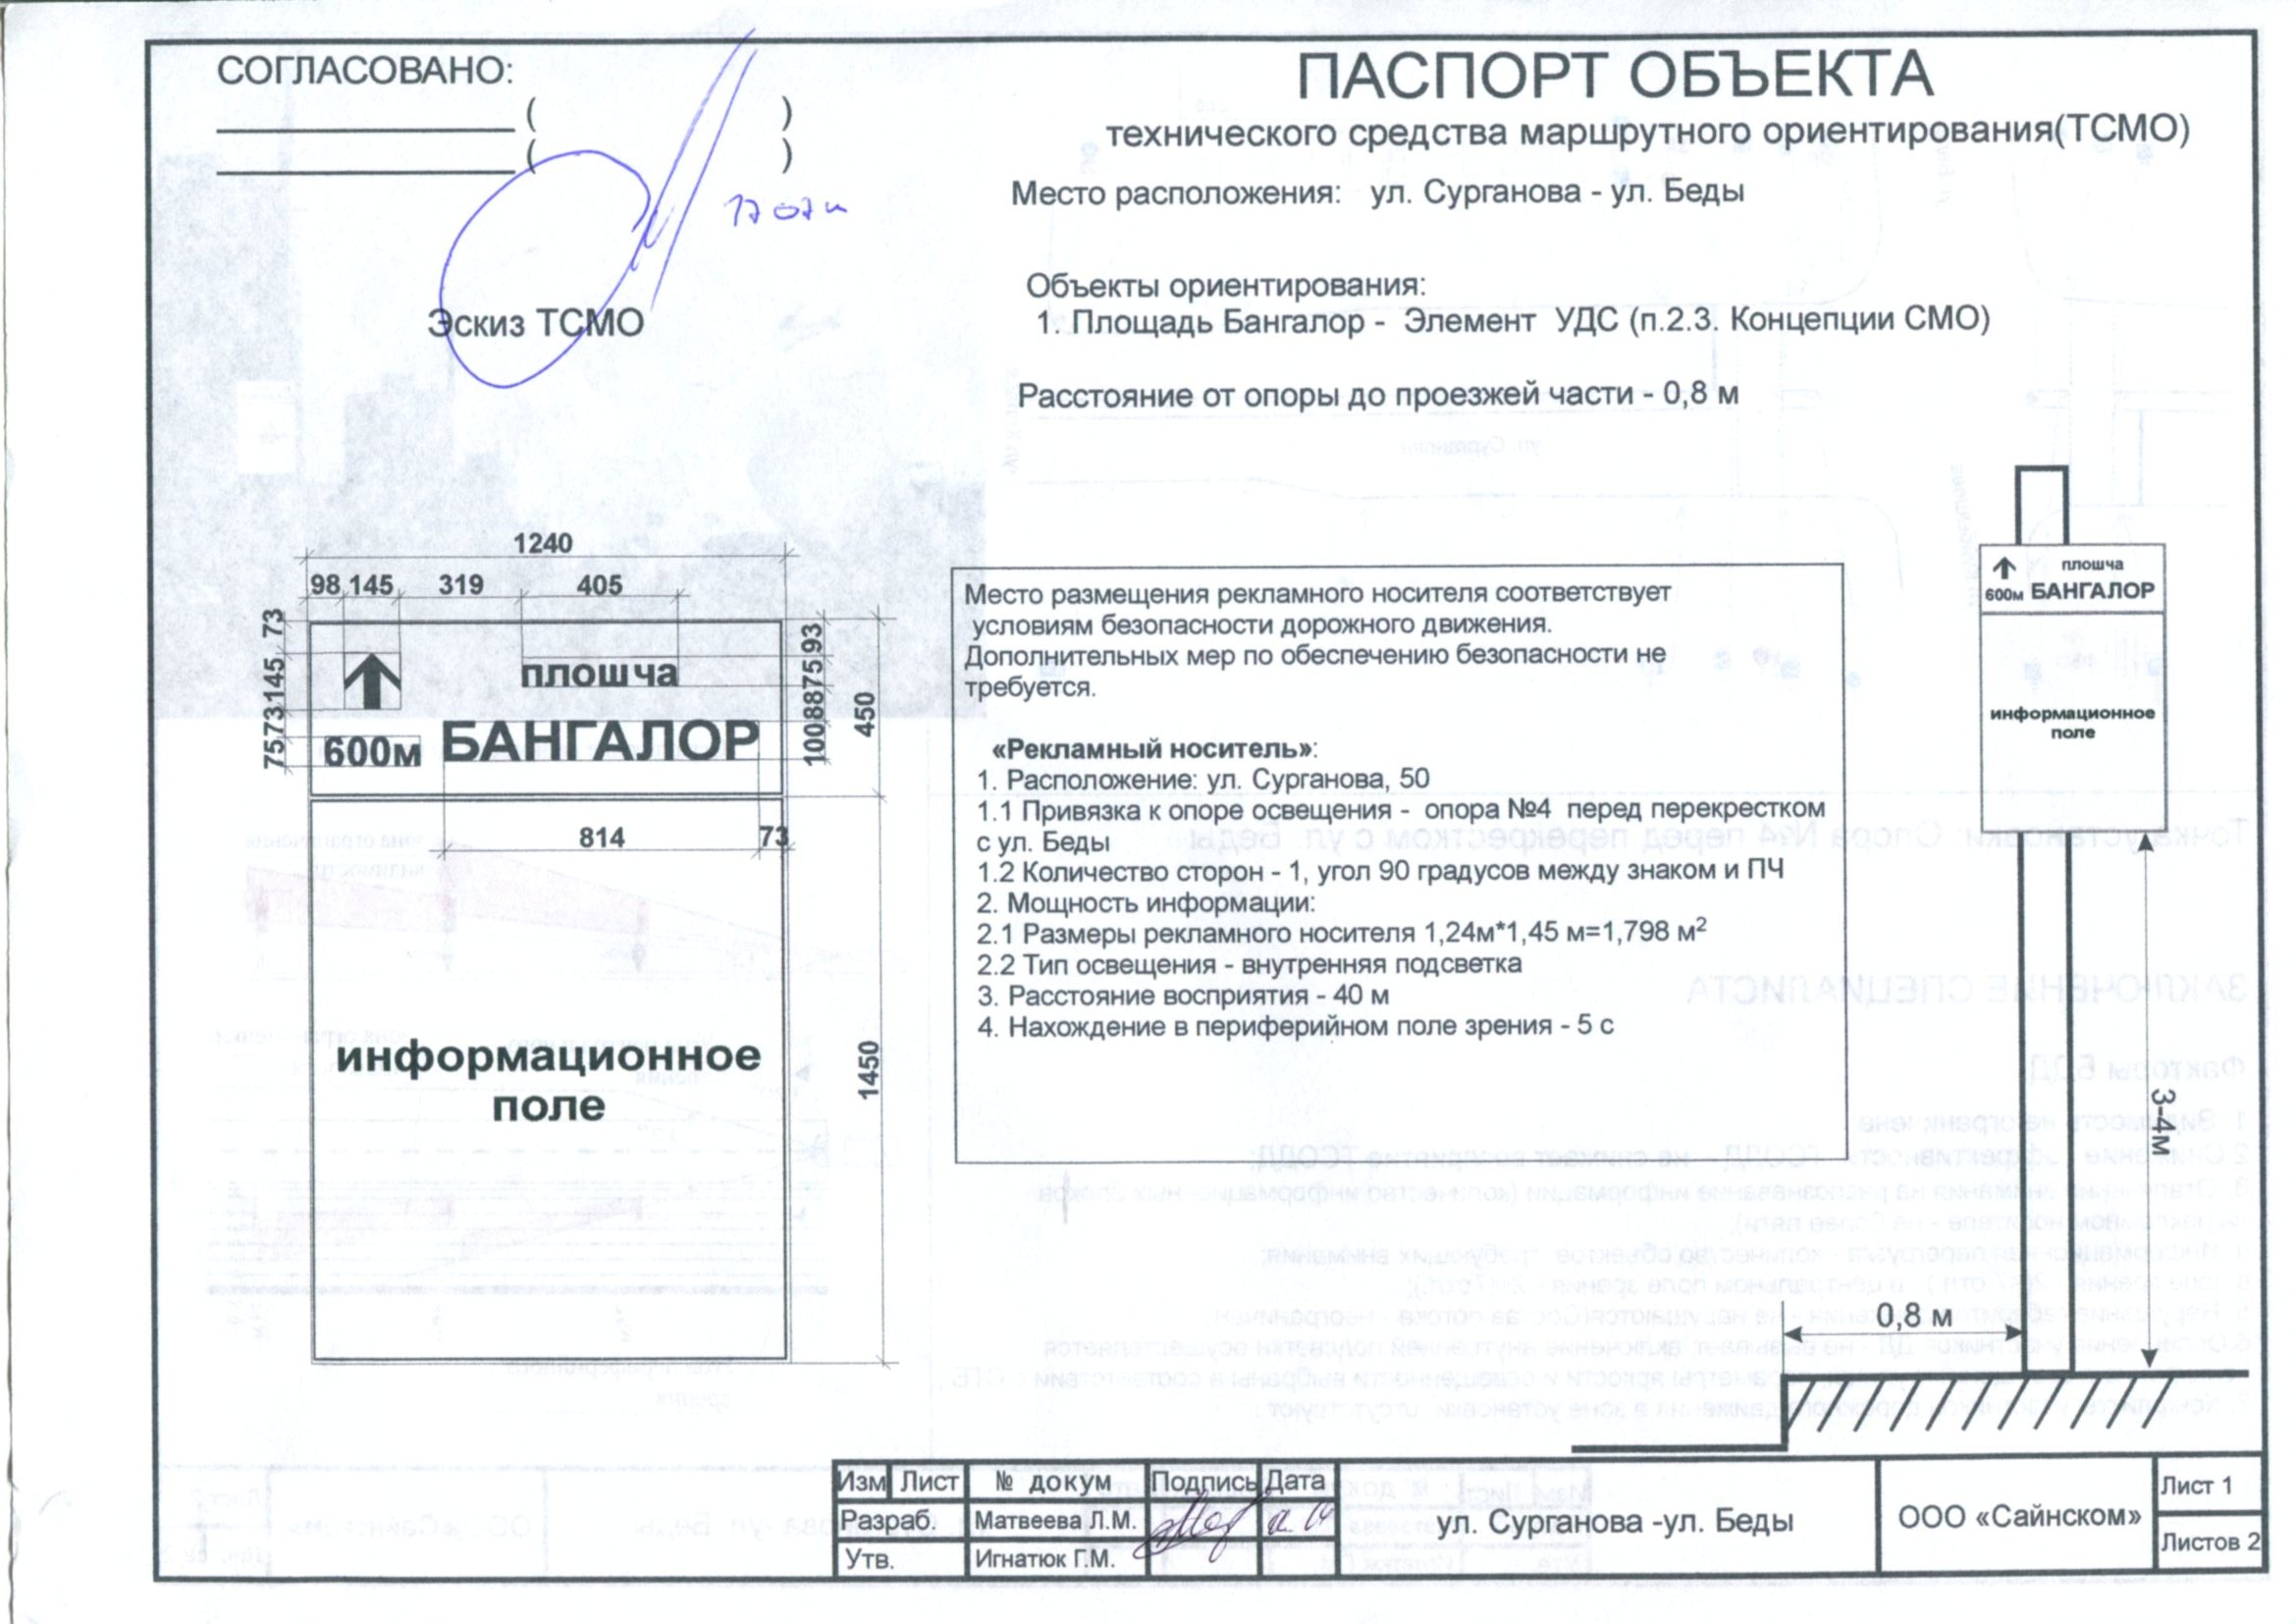 СОГЛАСОВАНО:
( )
( )
Эскиз ТСМО
ПАСПОРТ ОБЪЕКТА
технического средства маршрутного ориентирования(ТСМО)
Место расположения: ул. Сурганова - ул. Беды
Объекты ориентирования:
1. Площадь Бангалор - Элемент УДС (п.2.3. Концепции СМО)
Расстояние от опоры до проезжей части - 0,8 м
1240
98 145 319 405
73
145
73
75
93
75
88
100
450
плошча
600м БАНГАЛОР
814 73
информационное
поле
1450
Место размещения рекламного носителя соответствует
условиям безопасности дорожного движения.
Дополнительных мер по обеспечению безопасности не
требуется.
«Рекламный носитель»:
1. Расположение: ул. Сурганова, 50
1.1 Привязка к опоре освещения - опора №4 перед перекрестком
с ул. Беды
1.2 Количество сторон - 1, угол 90 градусов между знаком и ПЧ
2. Мощность информации:
2.1 Размеры рекламного носителя 1,24м*1,45 м=1,798 м²
2.2 Тип освещения - внутренняя подсветка
3. Расстояние восприятия - 40 м
4. Нахождение в периферийном поле зрения - 5 с
плошча
600м БАНГАЛОР
информационное
поле
3-4м
0,8 м
Изм Лист № докум Подпись Дата
Разраб. Матвеева Л.М.
Утв. Игнатюк Г.М.
ул. Сурганова -ул. Беды
ООО «Сайнском»
Лист 1
Листов 2